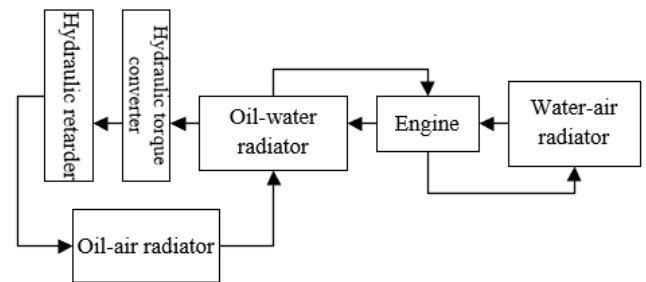 Hydraulic retarder
Hydraulic torque
converter
Oil-water
radiator
Engine
Water-air
radiator
Oil-air radiator